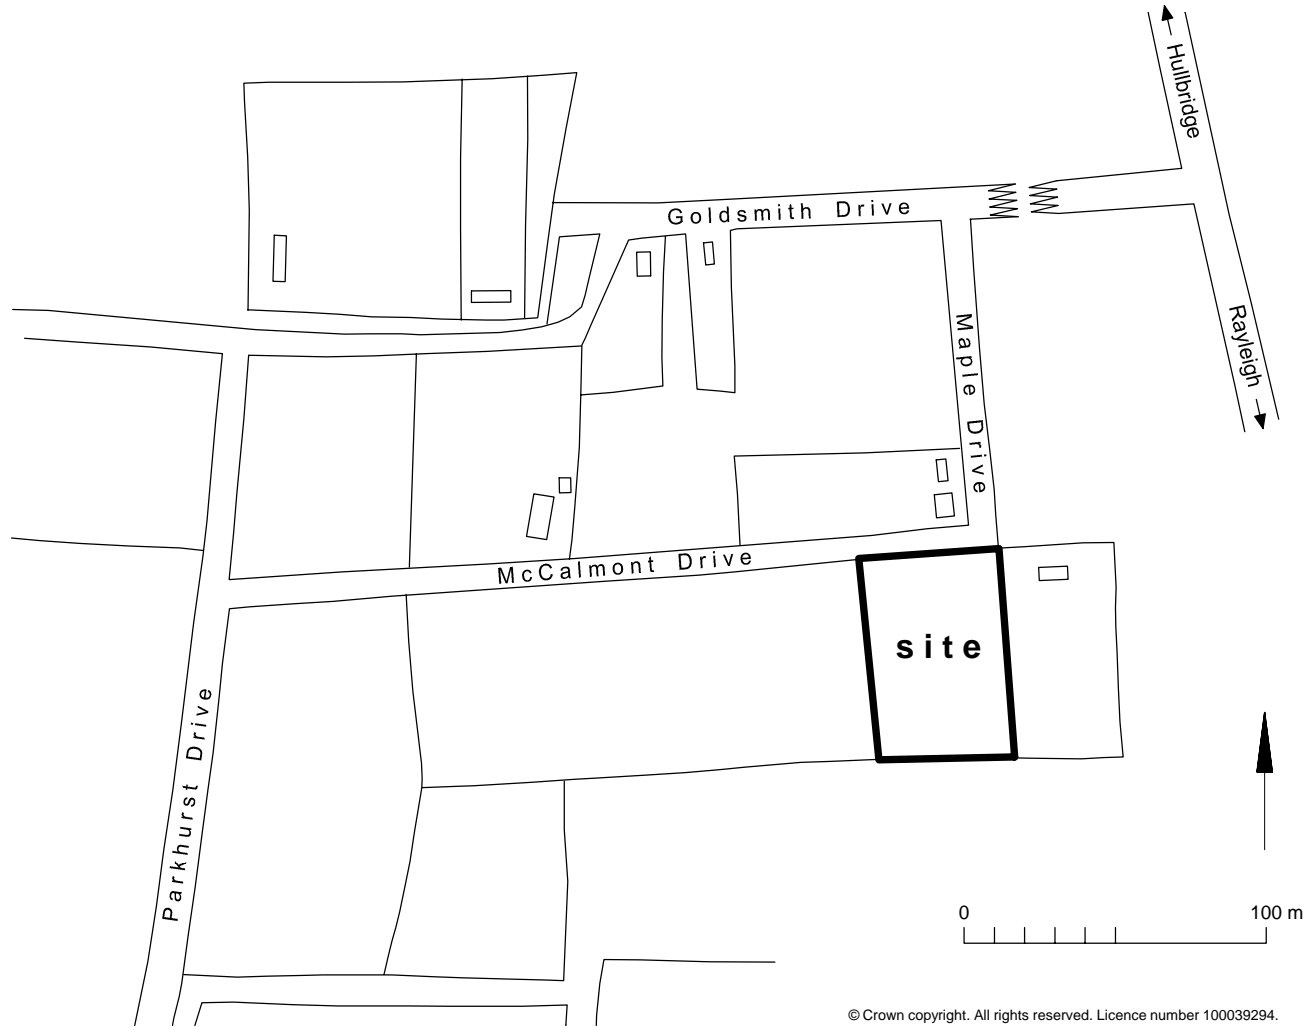 Hullbridge
Goldsmith Drive
Rayleigh
Maple Drive
McCalmont Drive
site
Parkhurst Drive
0 100 m
© Crown copyright. All rights reserved. Licence number 100039294.